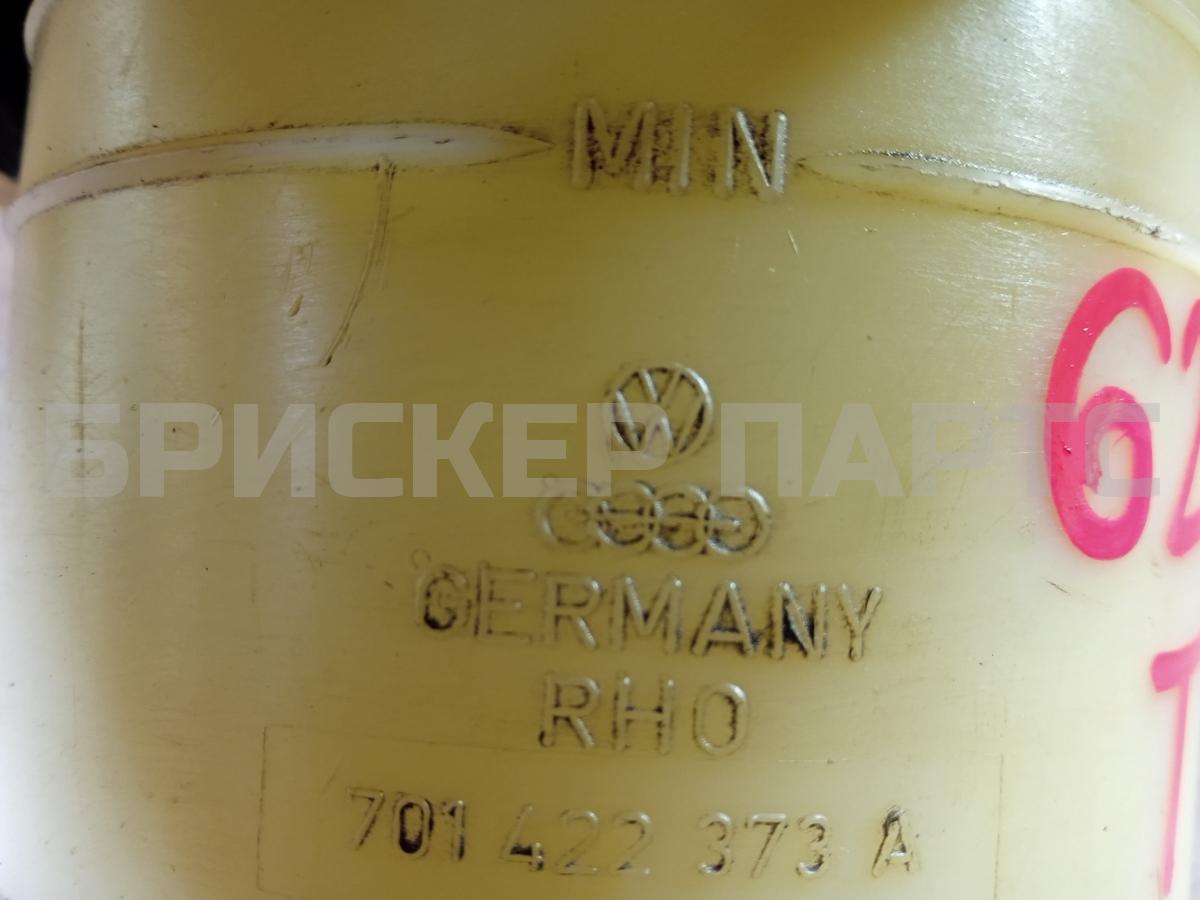 MIN
БРИСКЕР ПАРТС
GERMANY
RHO
701 422 373 A